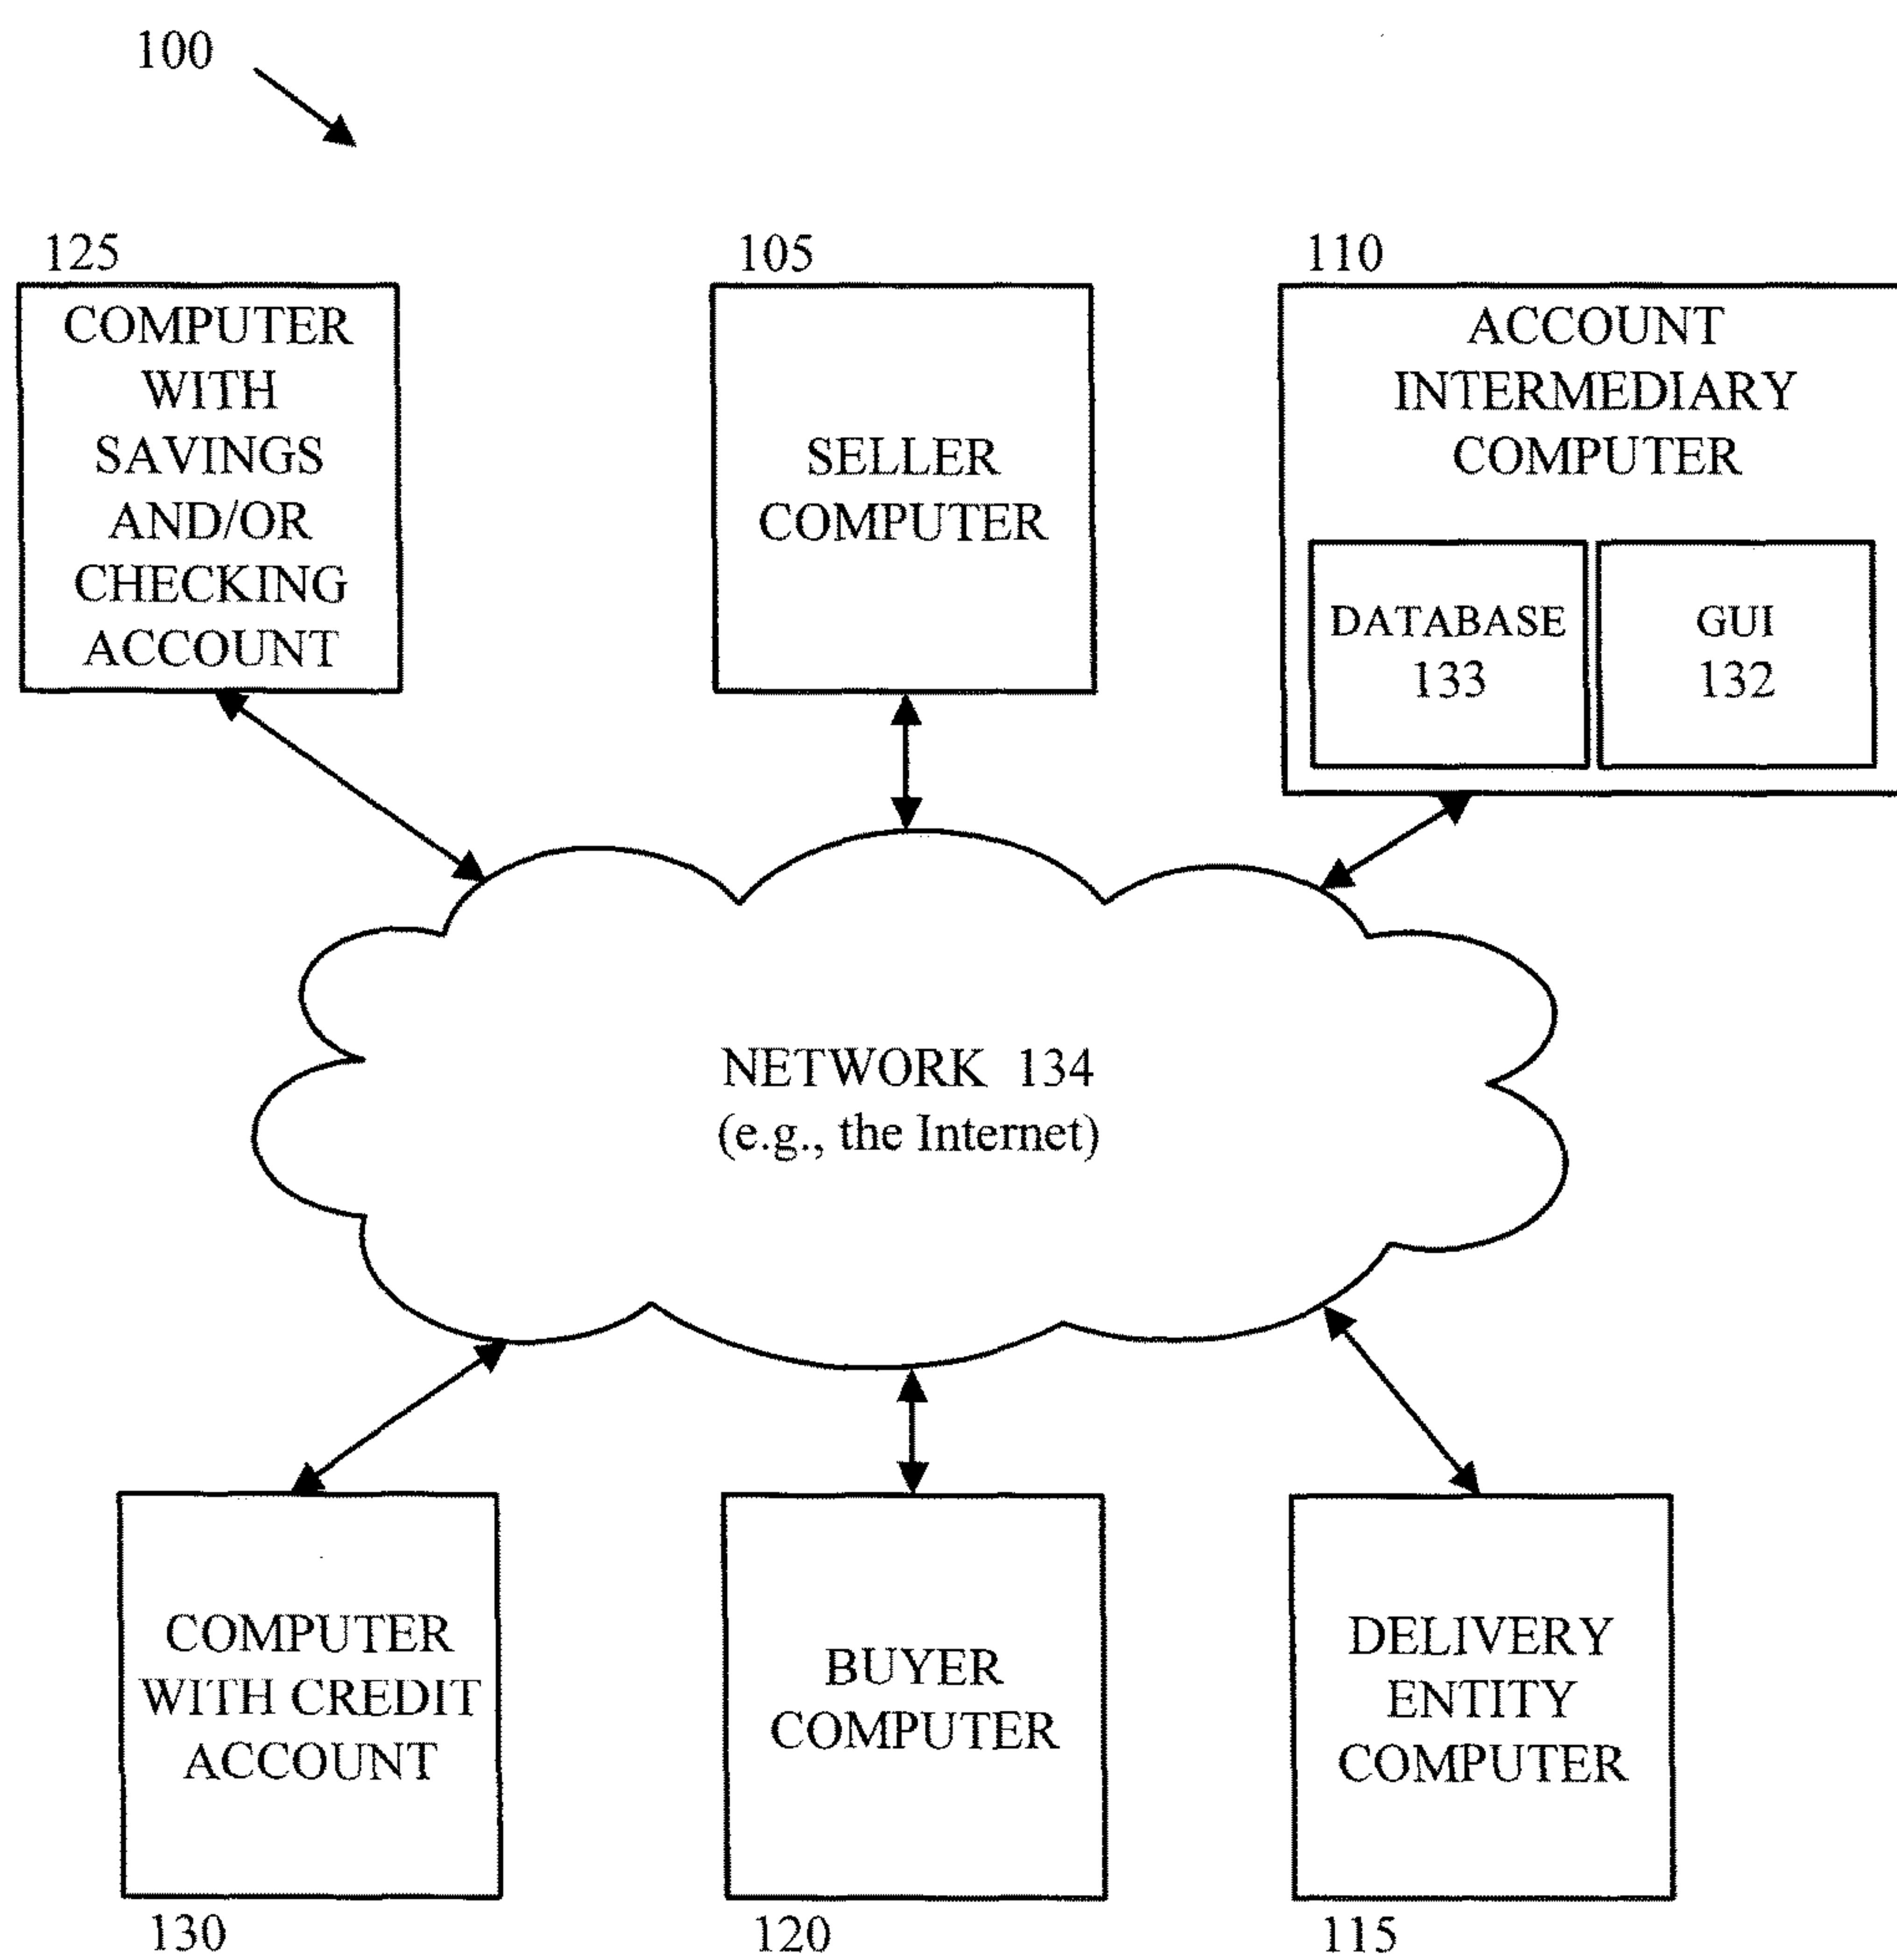 100
125
COMPUTER
WITH
SAVINGS
AND/OR
CHECKING
ACCOUNT
105
SELLER
COMPUTER
110
ACCOUNT
INTERMEDIARY
COMPUTER
DATABASE
133
GUI
132
NETWORK 134
(e.g., the Internet)
COMPUTER
WITH CREDIT
ACCOUNT
130
BUYER
COMPUTER
120
DELIVERY
ENTITY
COMPUTER
115